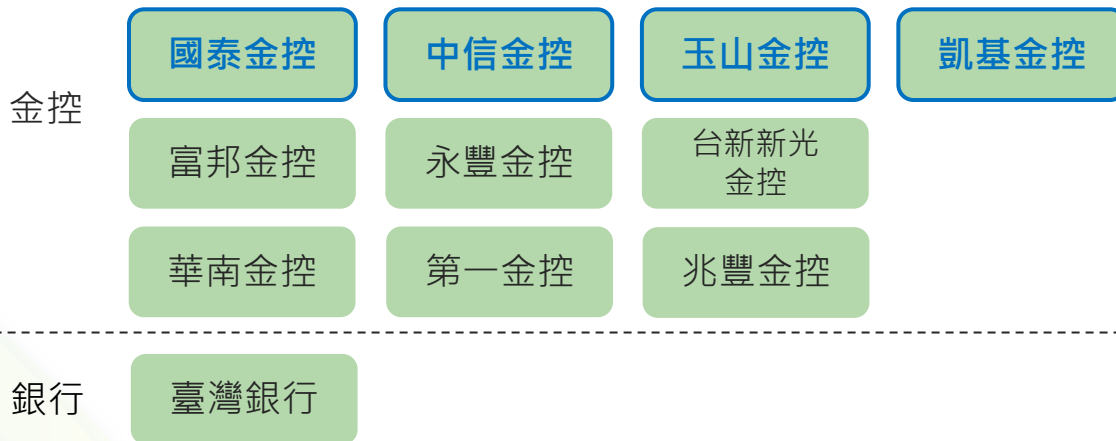 國泰金控
中信金控
玉山金控
凱基金控
金控
富邦金控
永豐金控
台新新光
金控
華南金控
第一金控
兆豐金控
銀行
臺灣銀行